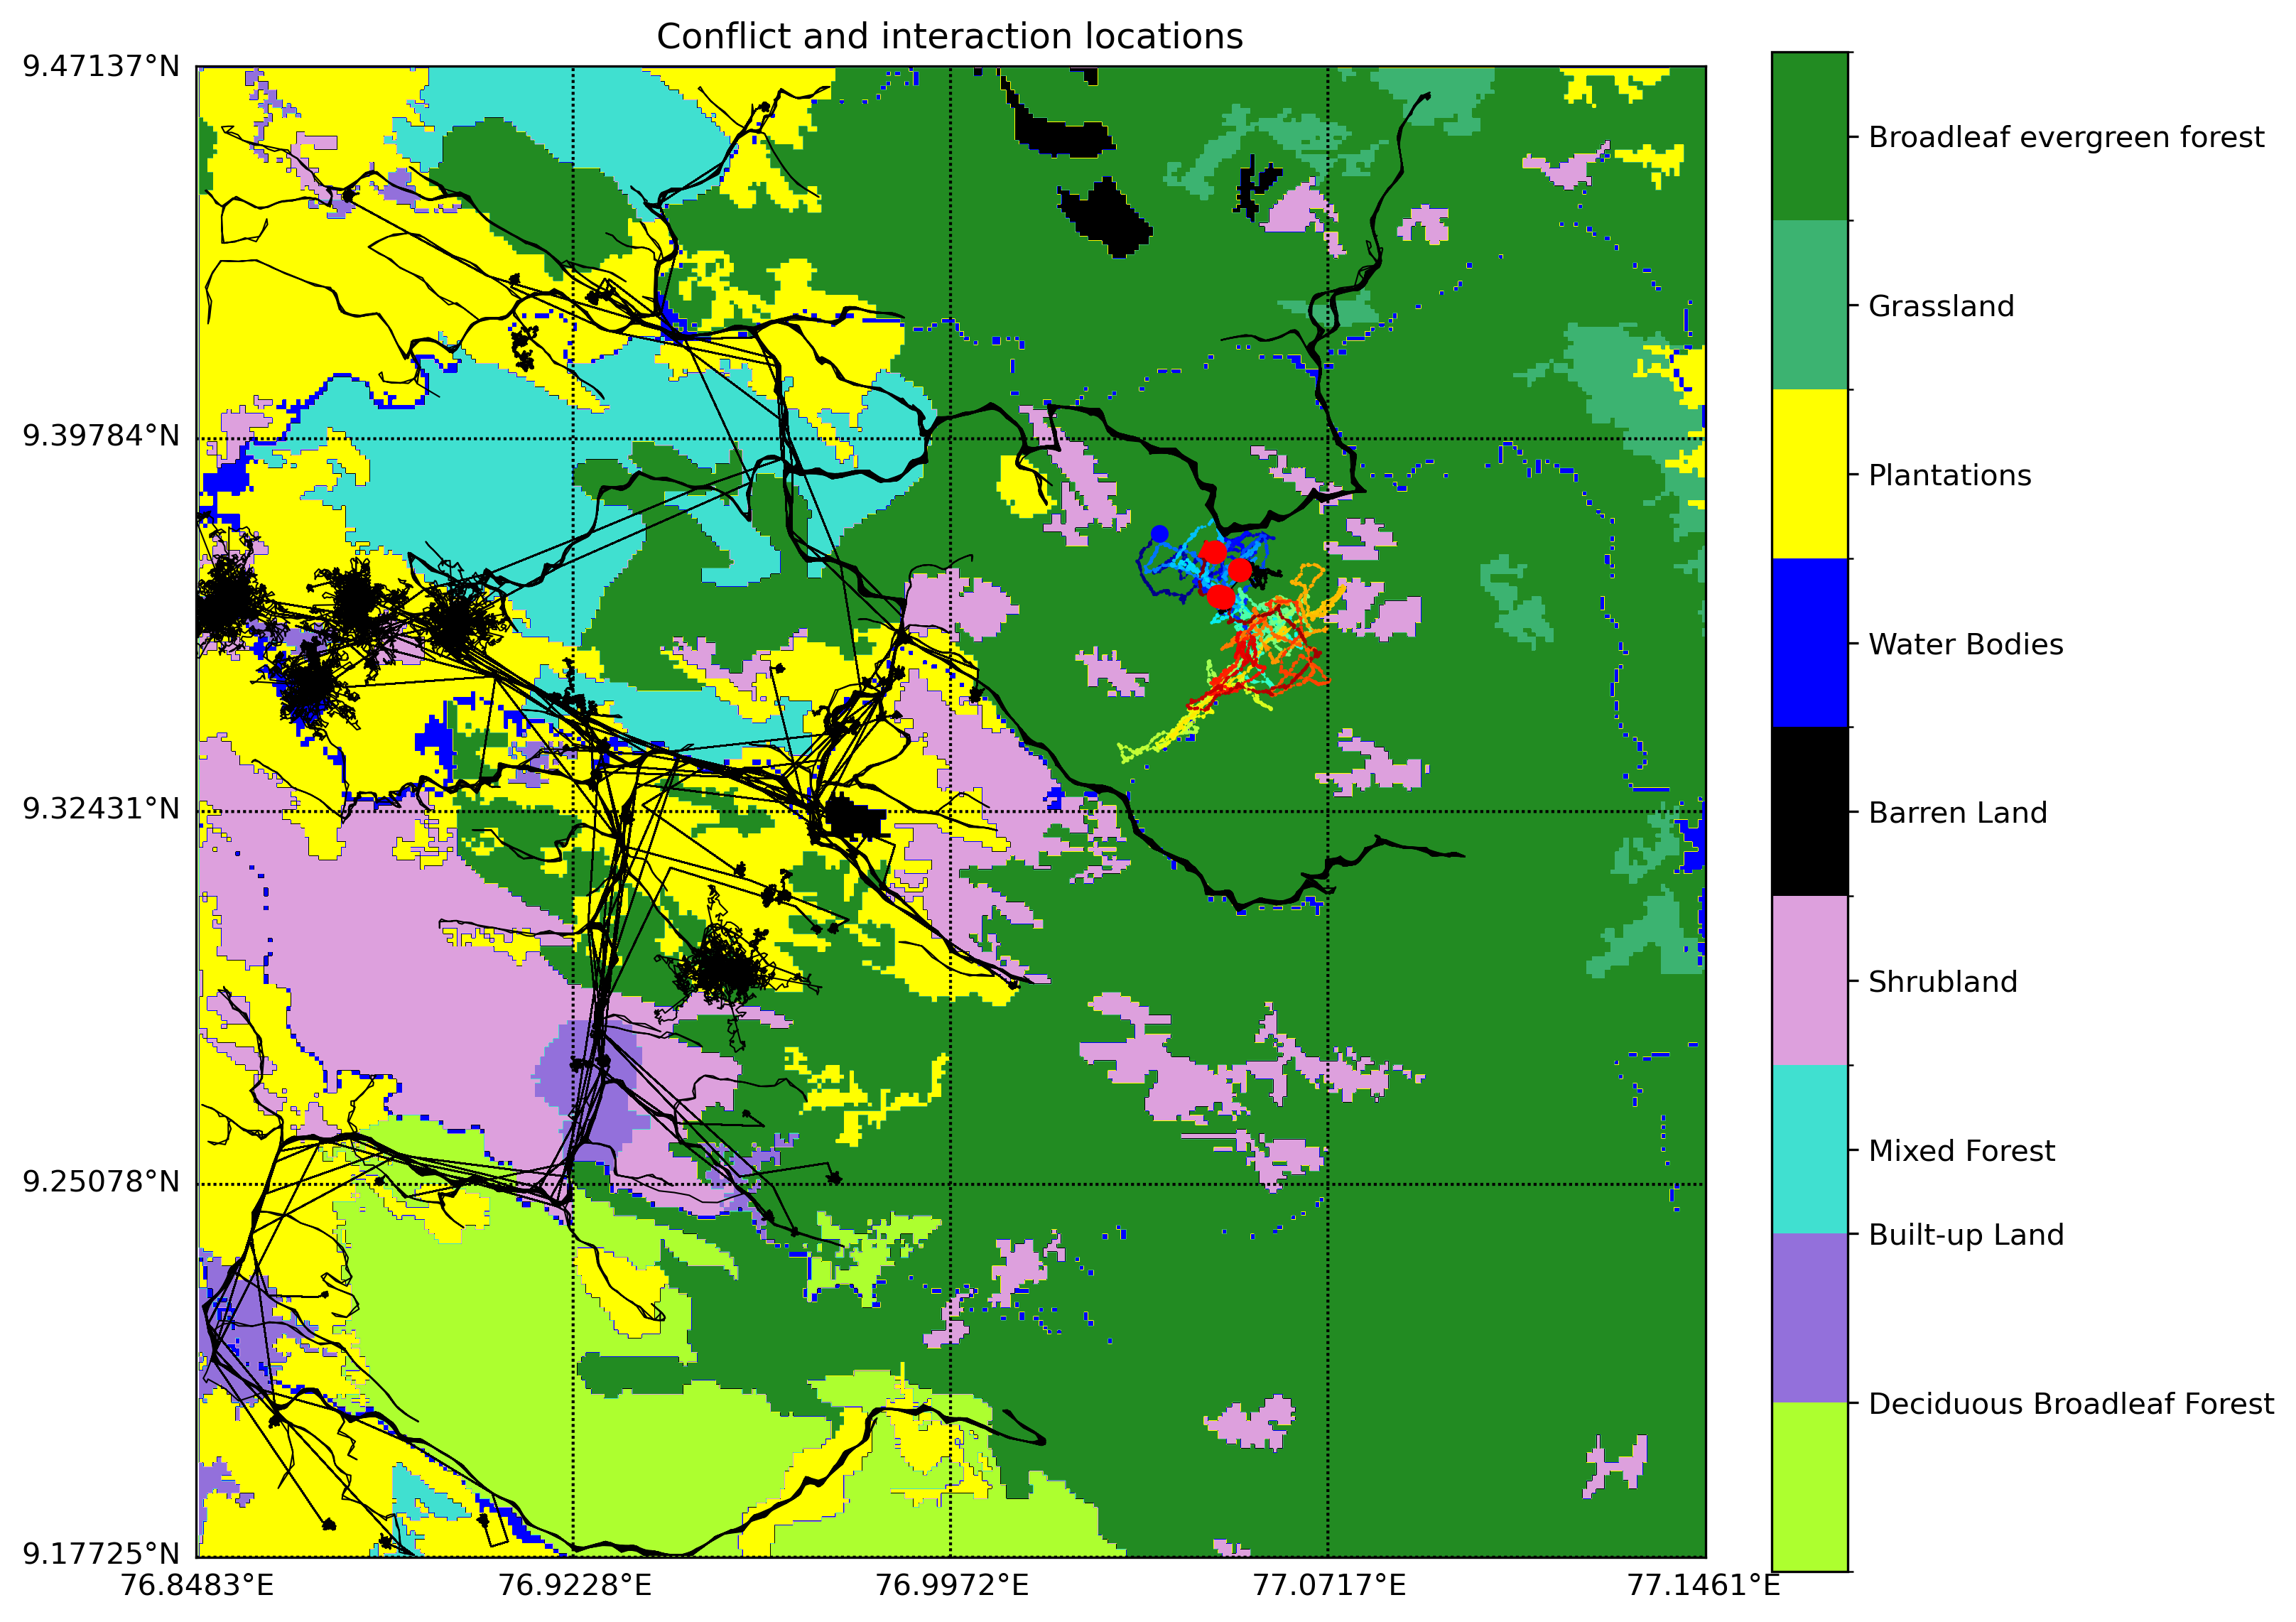 Conflict and interaction locations
9.47137°N
9.39784°N
9.32431°N
9.25078°N
9.17725°N
76.8483°E
76.9228°E
76.9972°E
77.0717°E
77.1461°E
Broadleaf evergreen forest
Grassland
Plantations
Water Bodies
Barren Land
Shrubland
Mixed Forest
Built-up Land
Deciduous Broadleaf Forest